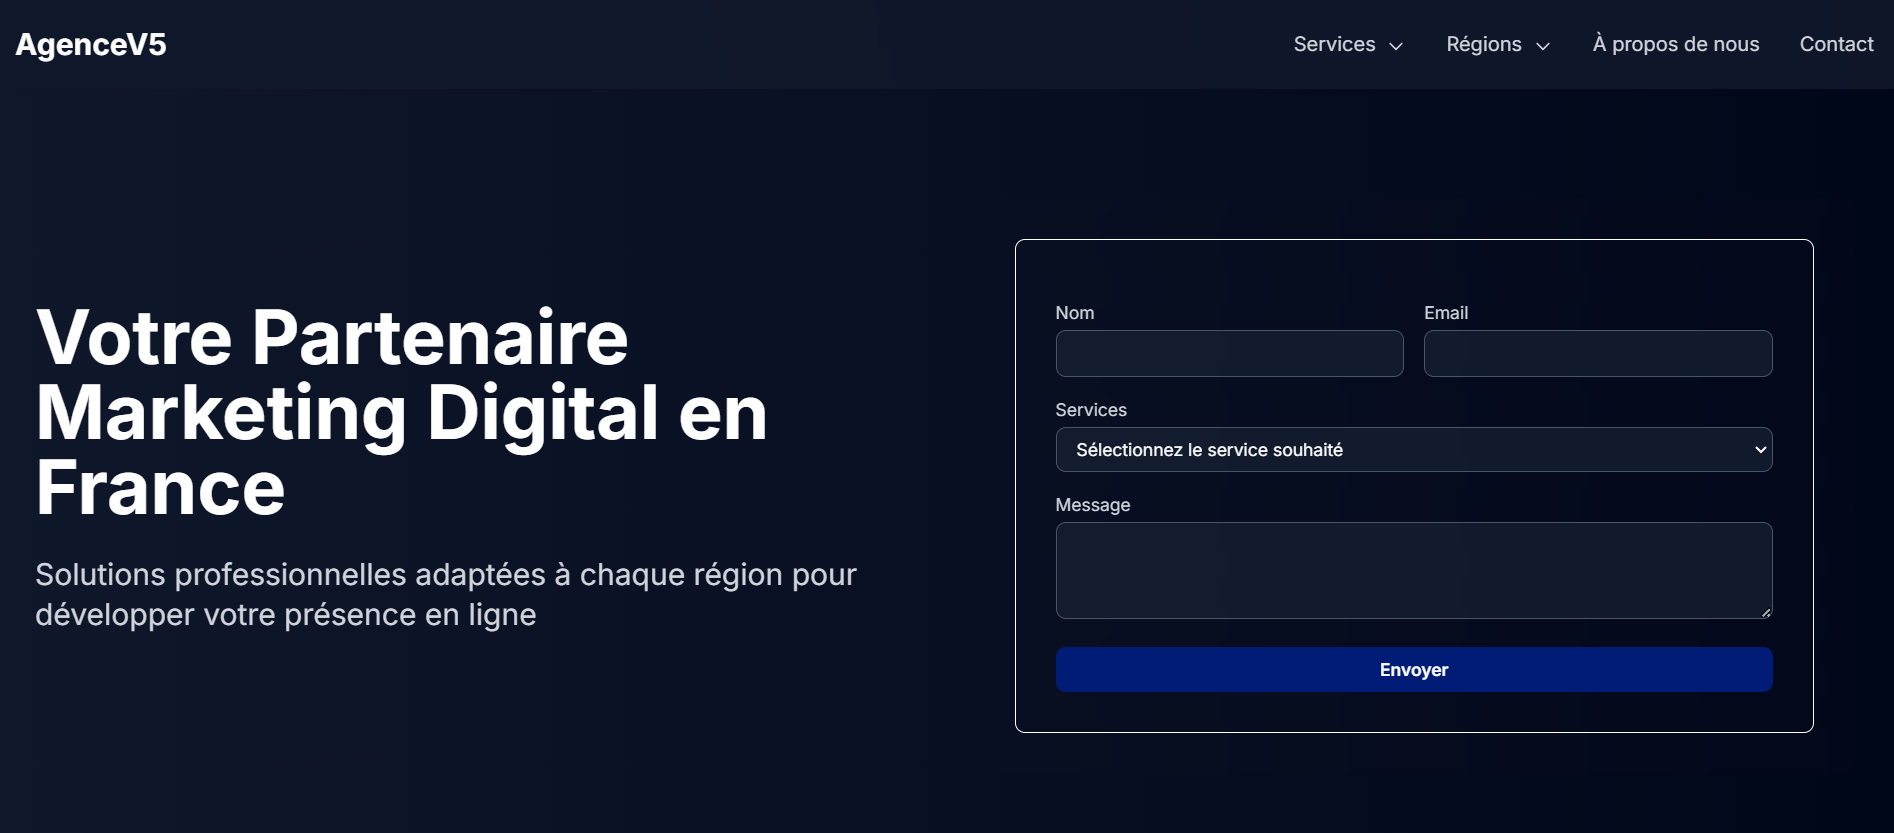 AgenceV5
Services
Régions
À propos de nous
Contact
Votre Partenaire
Marketing Digital en
France
Solutions professionnelles adaptées à chaque région pour
développer votre présence en ligne
Nom
Email
Services
Sélectionnez le service souhaité
Message
Envoyer